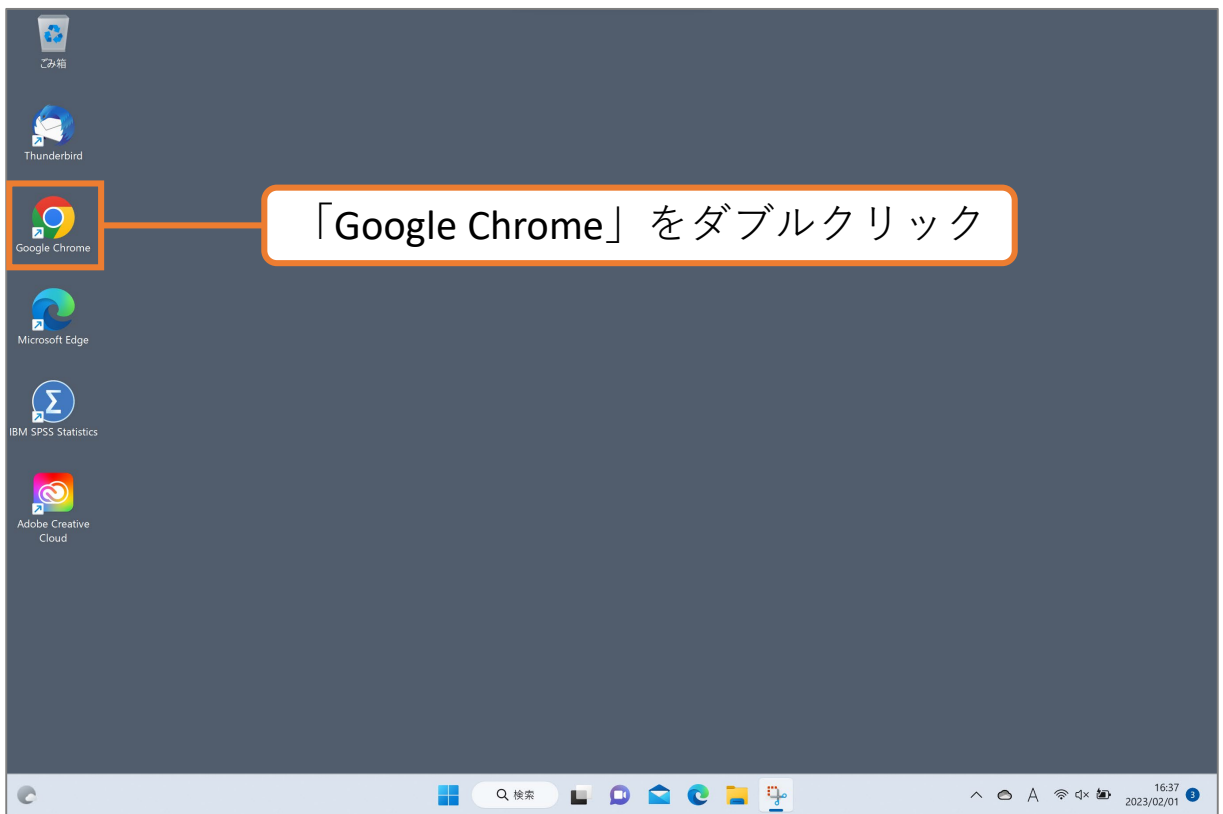 ごみ箱
Thunderbird
Google Chrome
「Google Chrome」をダブルクリック
Microsoft Edge
IBM SPSS Statistics
Adobe Creative
Cloud
検索
A
16:37
2023/02/01
3